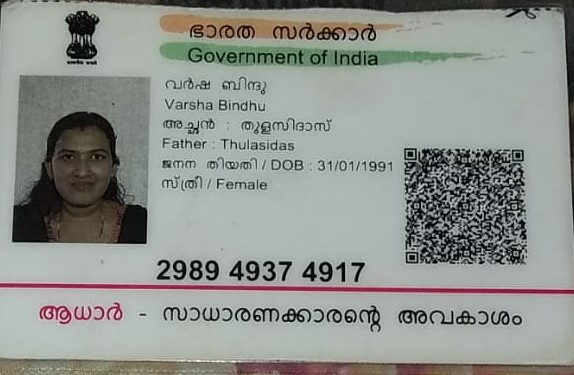 ഭാരത സർക്കാർ
Government of India
വർഷ ബിന്ദു
Varsha Bindhu
അച്ഛൻ : തുളസിദാസ്
Father : Thulasidas
ജനന തിയതി / DOB : 31/01/1991
സ്ത്രീ / Female
2989 4937 4917
ആധാർ - സാധാരണക്കാരന്റെ അവകാശം